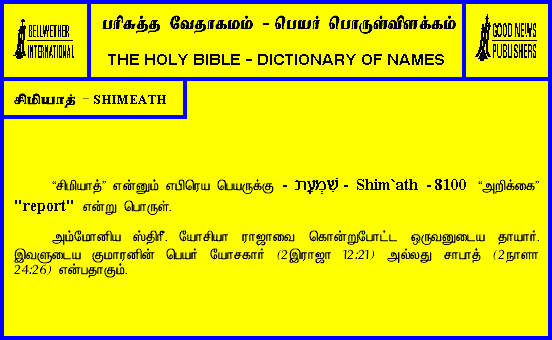 BELLWETHER
INTERNATIONAL
பரிசுத்த வேதாகமம் - பெயர் பொருள்விளக்கம்
THE HOLY BIBLE - DICTIONARY OF NAMES
GOOD NEWS
PUBLISHERS
சிமியாத் - SHIMEATH
“சிமியாத்” என்னும் எபிரெய பெயருக்கு - שִׁמְעָת - Shim`ath - 8100 “அறிக்கை”
"report" என்று பொருள்.
அம்மோனிய ஸ்திரீ. யோசியா ராஜாவை கொன்றுபோட்ட ஒருவனுடைய தாயார்.
இவளுடைய குமாரனின் பெயர் யோசகார் (2இராஜா 12:21) அல்லது சாபாத் (2நாளா
24:26) என்பதாகும்.